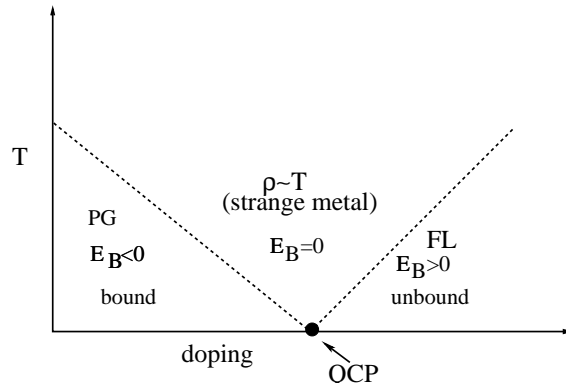 T
ρ~T
(strange metal)
E_B=0
PG
E_B<0
bound
FL
E_B>0
unbound
doping
OCP